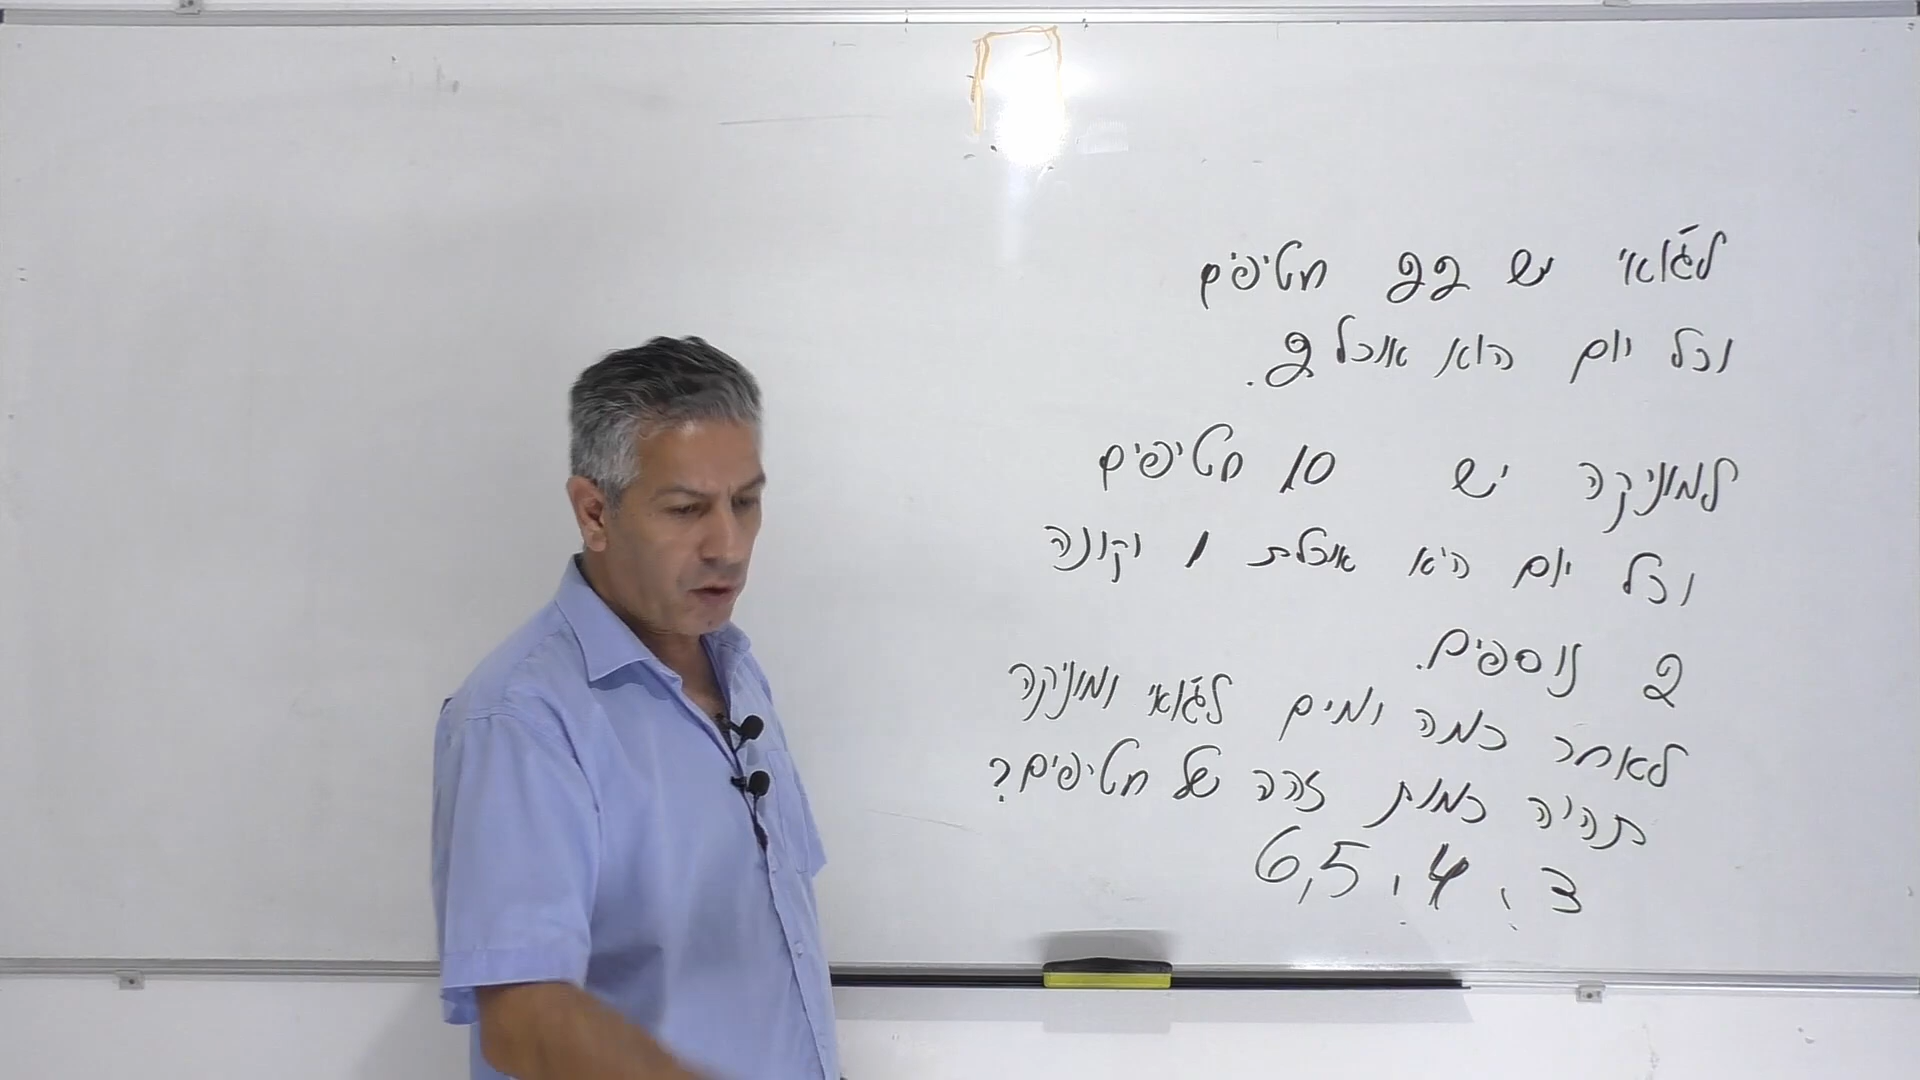 לג'ואי יש 22 חטיפים
וכל יום הוא אוכל 2.
למוניקה יש 10 חטיפים
וכל יום היא אוכלת 1 וקונה
2 נוספים.
לאחר כמה ימים לג'ואי ומוניקה
תהיה כמות זהה של חטיפים?
3, 4, 5, 6